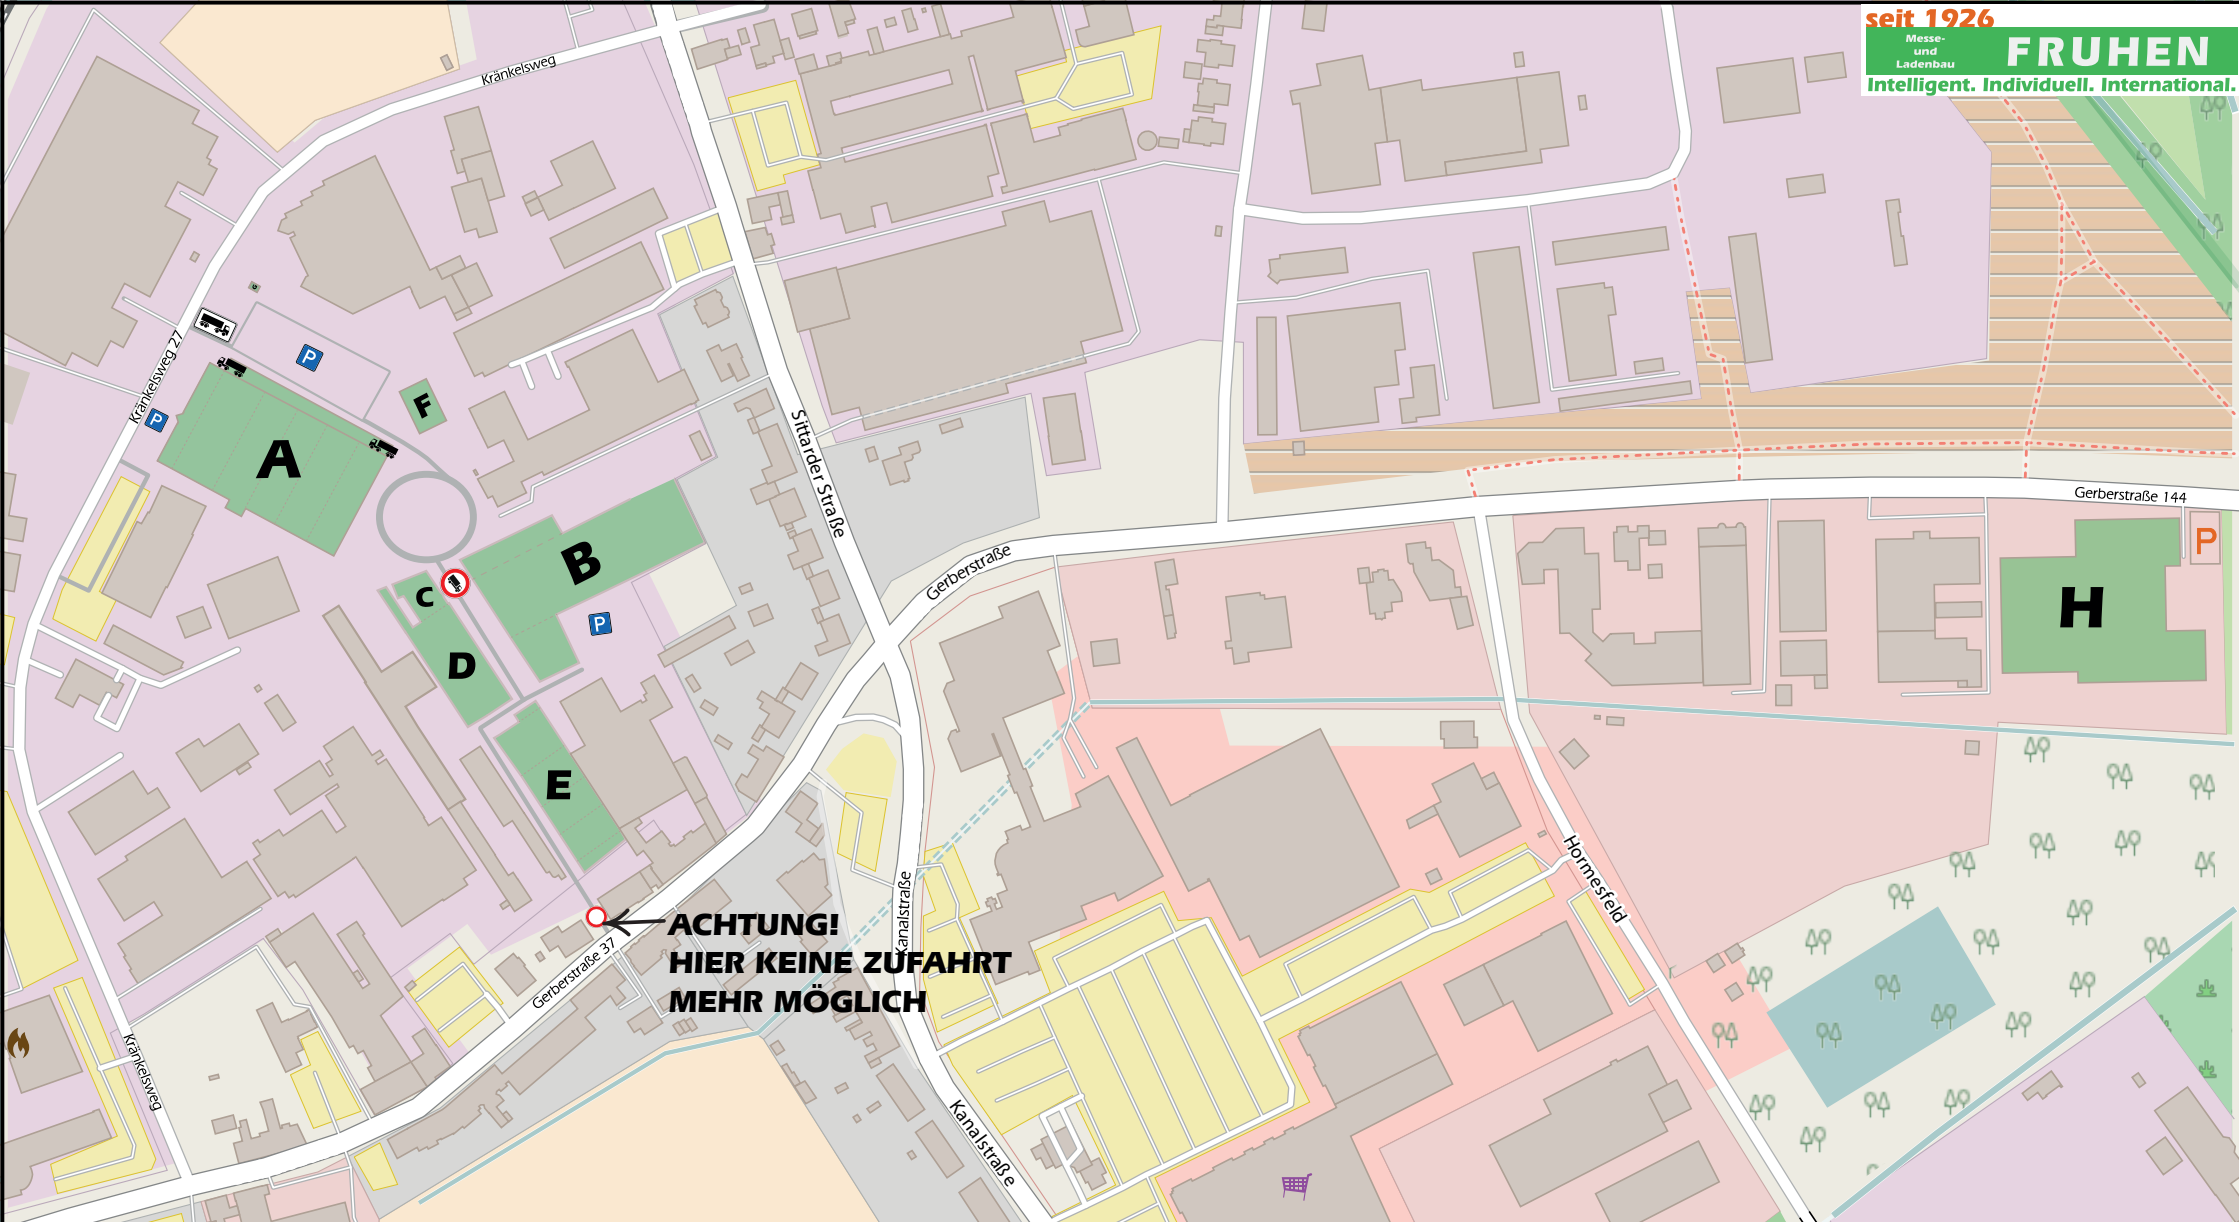 seit 1926
Messe-
und
Ladenbau
FRUHEN
Intelligent. Individuell. International.
Kränkelsweg
Kränkelsweg 27
P
P
F
A
Sittarder Straße
Gerberstraße 144
P
B
C
P
Gerberstraße
H
D
E
Hormesfeld
Kanalstraße
ACHTUNG!
HIER KEINE ZUFAHRT
MEHR MÖGLICH
Gerberstraße 37
Kränkelsweg
Kanalstraße